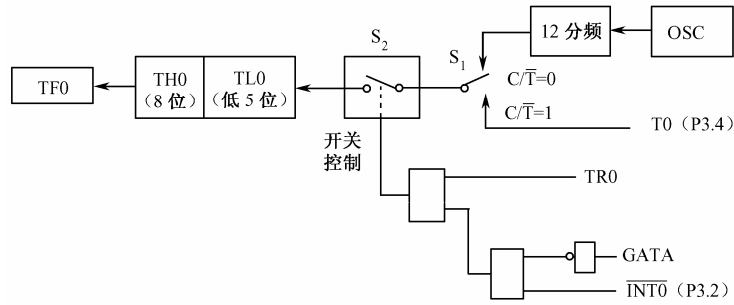 12 分频
OSC
S₂
S₁
TF0
TH0
(8 位)
TL0
(低 5 位)
C/T̅=0
C/T̅=1
T0 (P3.4)
开关
控制
TR0
GATA
I̅N̅T̅0̅ (P3.2)